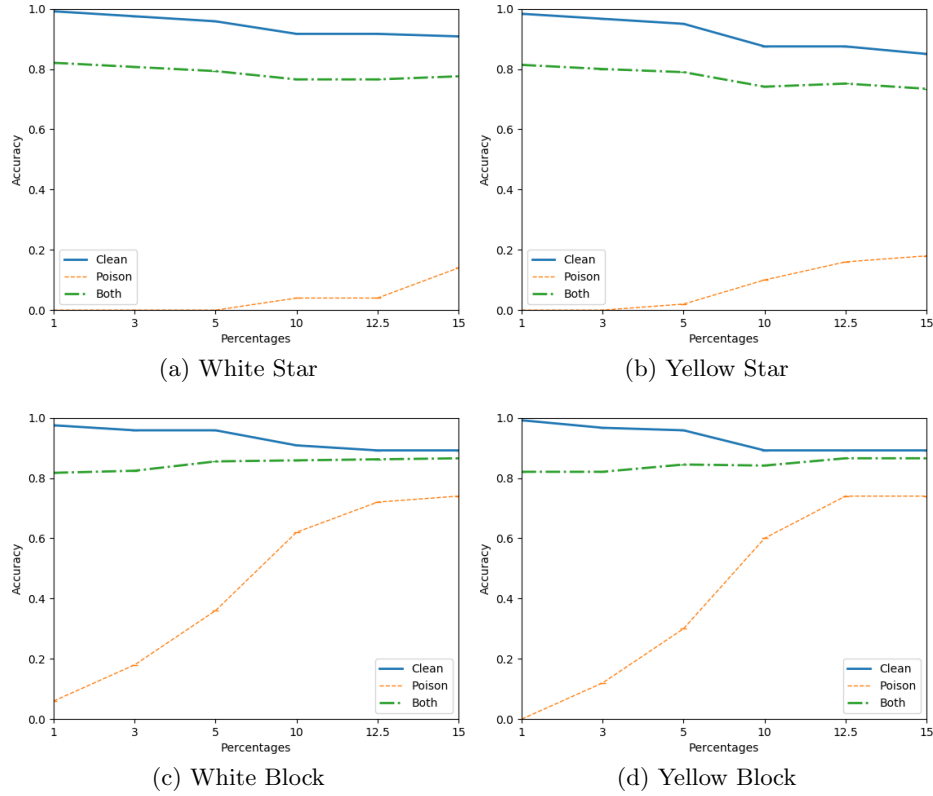 1.0
0.8
0.6
0.4
0.2
0.0
Accuracy
Clean
Poison
Both
1 3 5 10 12.5 15
Percentages
(a) White Star
1.0
0.8
0.6
0.4
0.2
0.0
Accuracy
Clean
Poison
Both
1 3 5 10 12.5 15
Percentages
(b) Yellow Star
1.0
0.8
0.6
0.4
0.2
0.0
Accuracy
Clean
Poison
Both
1 3 5 10 12.5 15
Percentages
(c) White Block
1.0
0.8
0.6
0.4
0.2
0.0
Accuracy
Clean
Poison
Both
1 3 5 10 12.5 15
Percentages
(d) Yellow Block